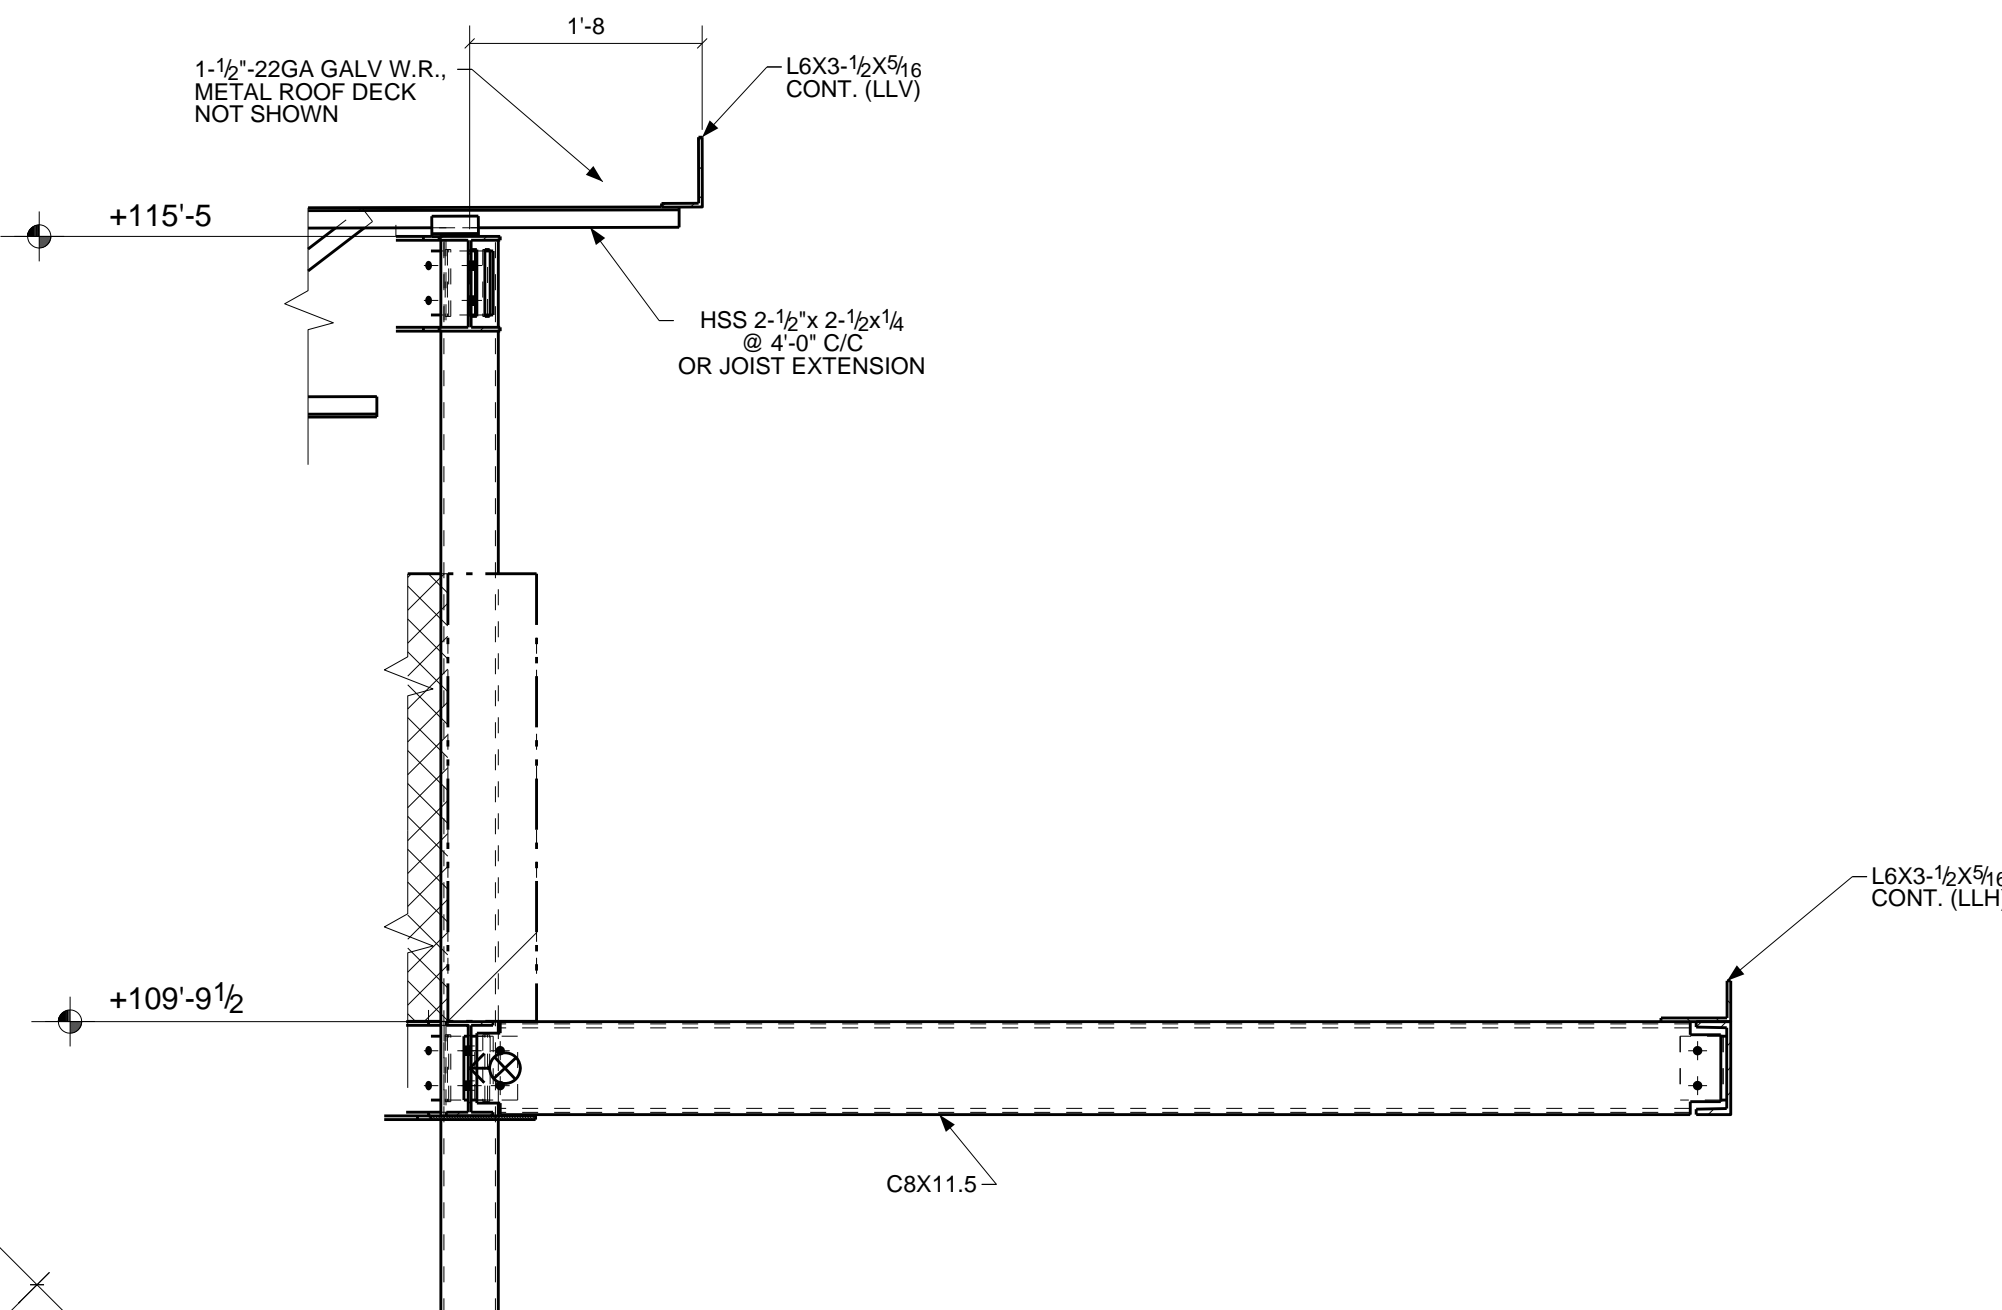 1'-8
1-1/2"-22GA GALV W.R.,
METAL ROOF DECK
NOT SHOWN
L6X3-1/2X5/16
CONT. (LLV)
+115'-5
HSS 2-1/2"x 2-1/2x1/4
@ 4'-0" C/C
OR JOIST EXTENSION
L6X3-1/2X5/16
CONT. (LLH)
+109'-9 1/2
C8X11.5